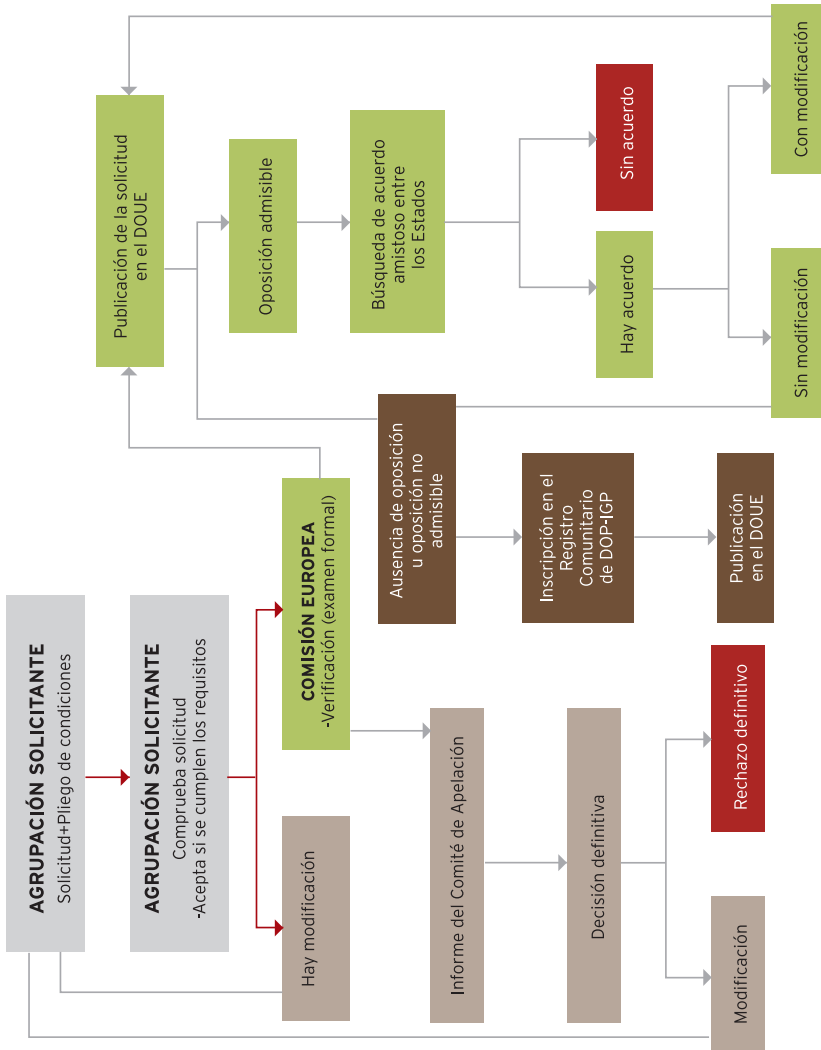 AGRUPACIÓN SOLICITANTE
Solicitud+Pliego de condiciones
AGRUPACIÓN SOLICITANTE
Comprueba solicitud
-Acepta si se cumplen los requisitos
Hay modificación
COMISIÓN EUROPEA
-Verificación (examen formal)
Informe del Comité de Apelación
Decisión definitiva
Modificación
Rechazo definitivo
Publicación de la solicitud
en el DOUE
Oposición admisible
Búsqueda de acuerdo
amistoso entre
los Estados
Hay acuerdo
Sin acuerdo
Sin modificación
Con modificación
Ausencia de oposición
u oposición no
admisible
Inscripción en el
Registro
Comunitario
de DOP-IGP
Publicación
en el DOUE